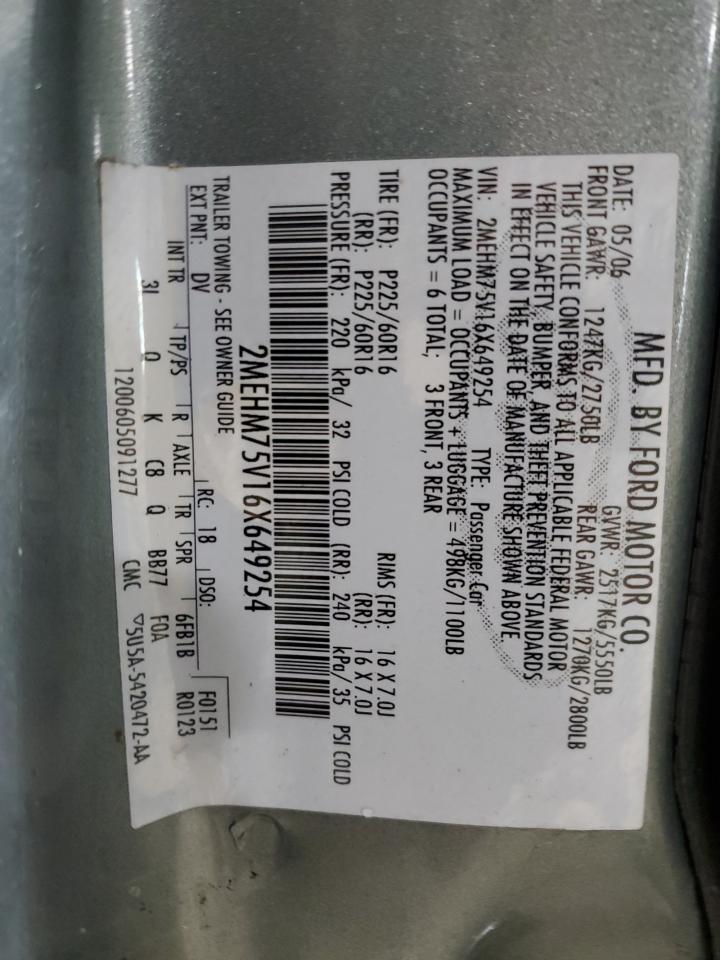 MFD. BY FORD MOTOR CO.
DATE: 05/06 GVWR: 2517KG/5550LB
FRONT GAWR: 1247KG/2750LB REAR GAWR: 1270KG/2800LB
THIS VEHICLE CONFORMS TO ALL APPLICABLE FEDERAL MOTOR
VEHICLE SAFETY, BUMPER, AND THEFT PREVENTION STANDARDS
IN EFFECT ON THE DATE OF MANUFACTURE SHOWN ABOVE.
VIN: 2MEHM75V16X649254 TYPE: Passenger Car
MAXIMUM LOAD = OCCUPANTS + LUGGAGE = 498KG/1100LB
OCCUPANTS = 6 TOTAL; 3 FRONT, 3 REAR
TIRE (FR): P225/60R16 RIMS (FR): 16 X 7.0J
(RR): P225/60R16 (RR): 16 X 7.0J
PRESSURE (FR): 220 kPa/ 32 PSI COLD (RR): 240 kPa/ 35 PSI COLD
2MEHM75V16X649254
TRAILER TOWING - SEE OWNER GUIDE F0151
EXT PNT: DV RC: 18 DSO: R0123
INT TR TP/PS R AXLE TR SPR 6FB1B
3I Q K C8 Q BB77 FOA
1200605091277 CMC ▽5U5A-5420472-AA